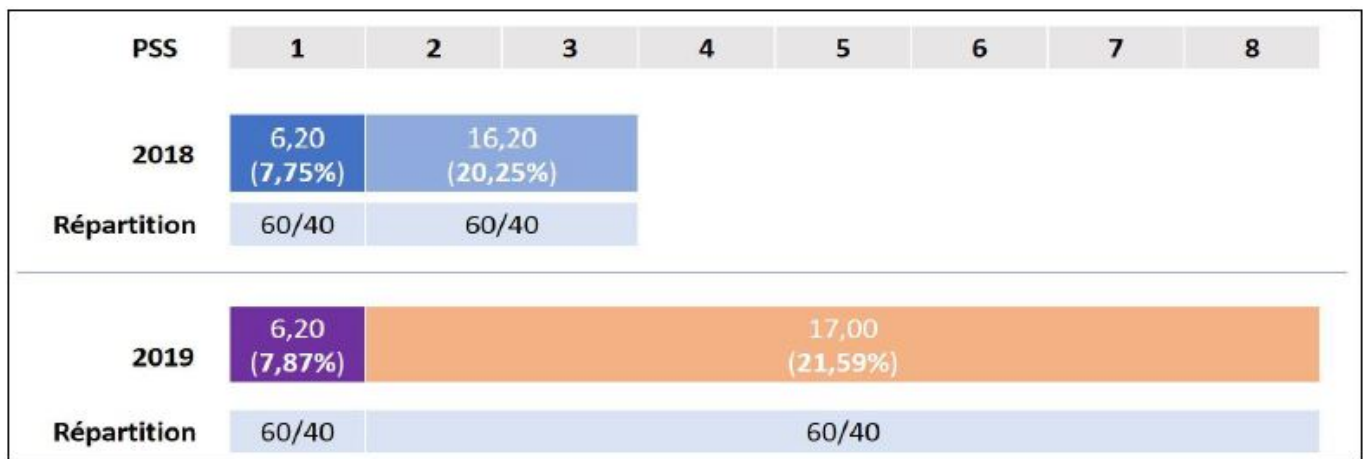 PSS 1 2 3 4 5 6 7 8
2018 6,20 16,20
(7,75%) (20,25%)
Répartition 60/40 60/40
2019 6,20 17,00
(7,87%) (21,59%)
Répartition 60/40 60/40